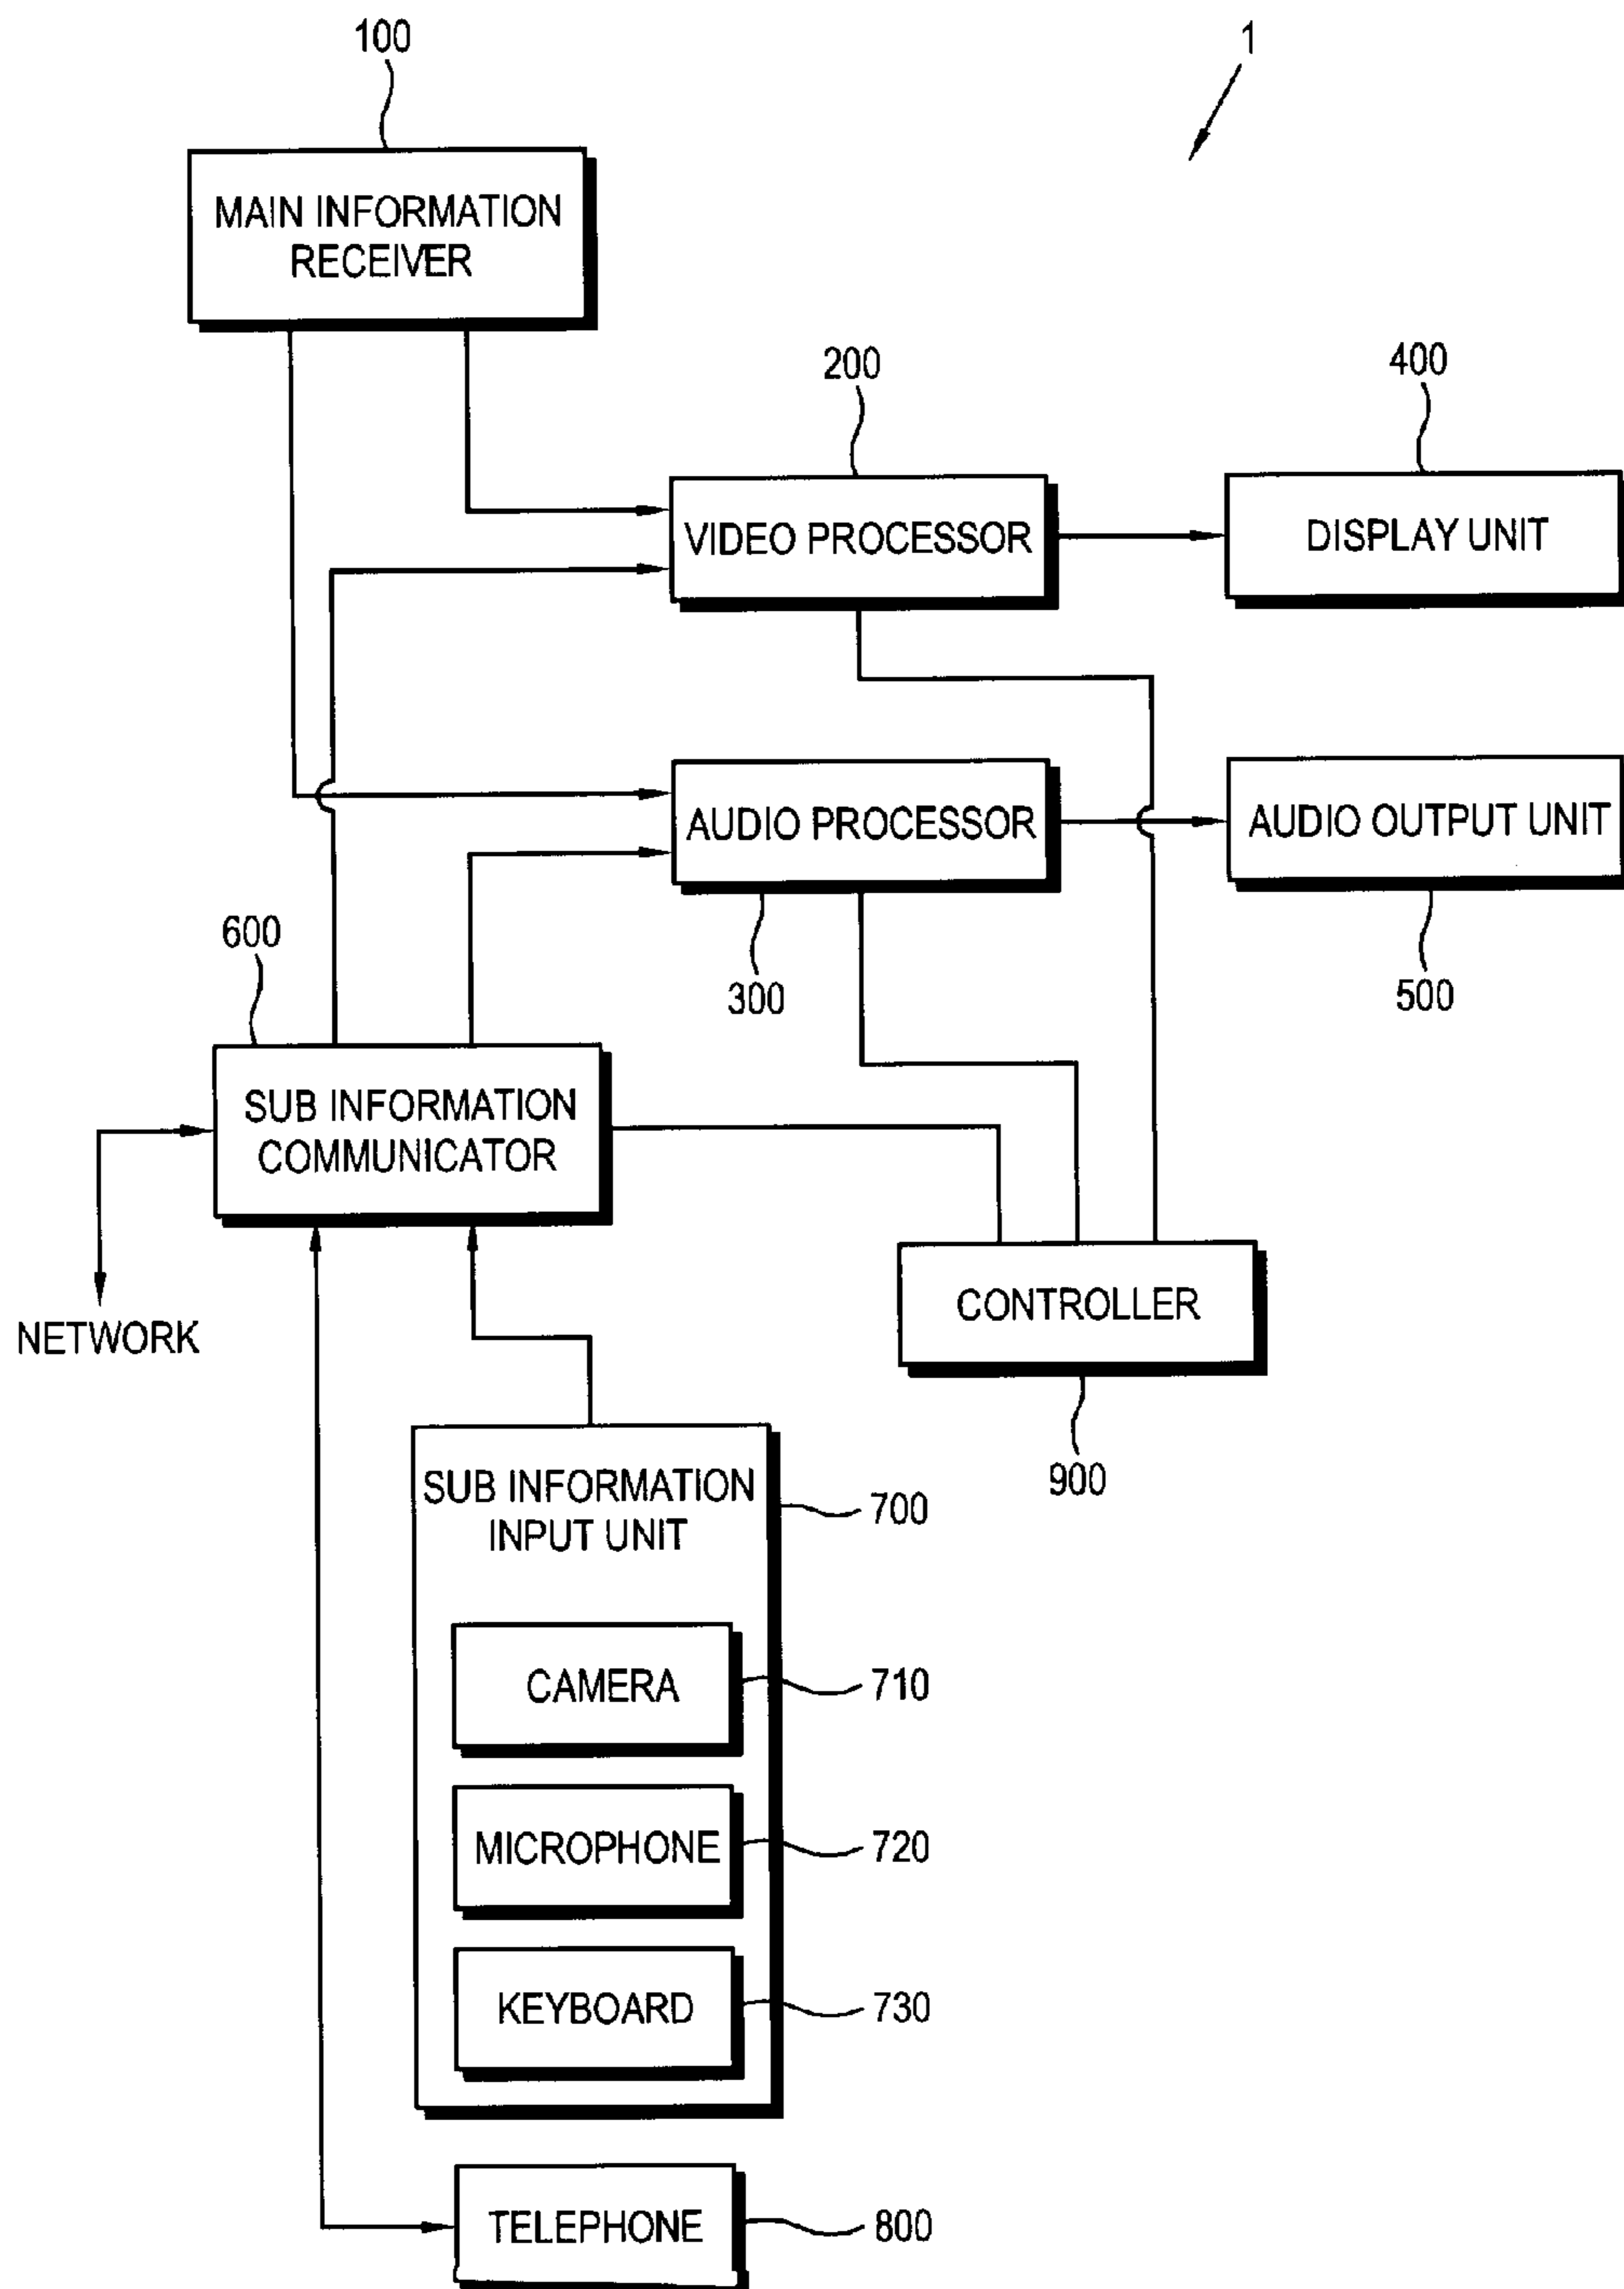 100
1
MAIN INFORMATION
RECEIVER
200
400
VIDEO PROCESSOR
DISPLAY UNIT
AUDIO PROCESSOR
AUDIO OUTPUT UNIT
600
300
500
SUB INFORMATION
COMMUNICATOR
NETWORK
CONTROLLER
900
SUB INFORMATION
INPUT UNIT
700
CAMERA
710
MICROPHONE
720
KEYBOARD
730
TELEPHONE
800